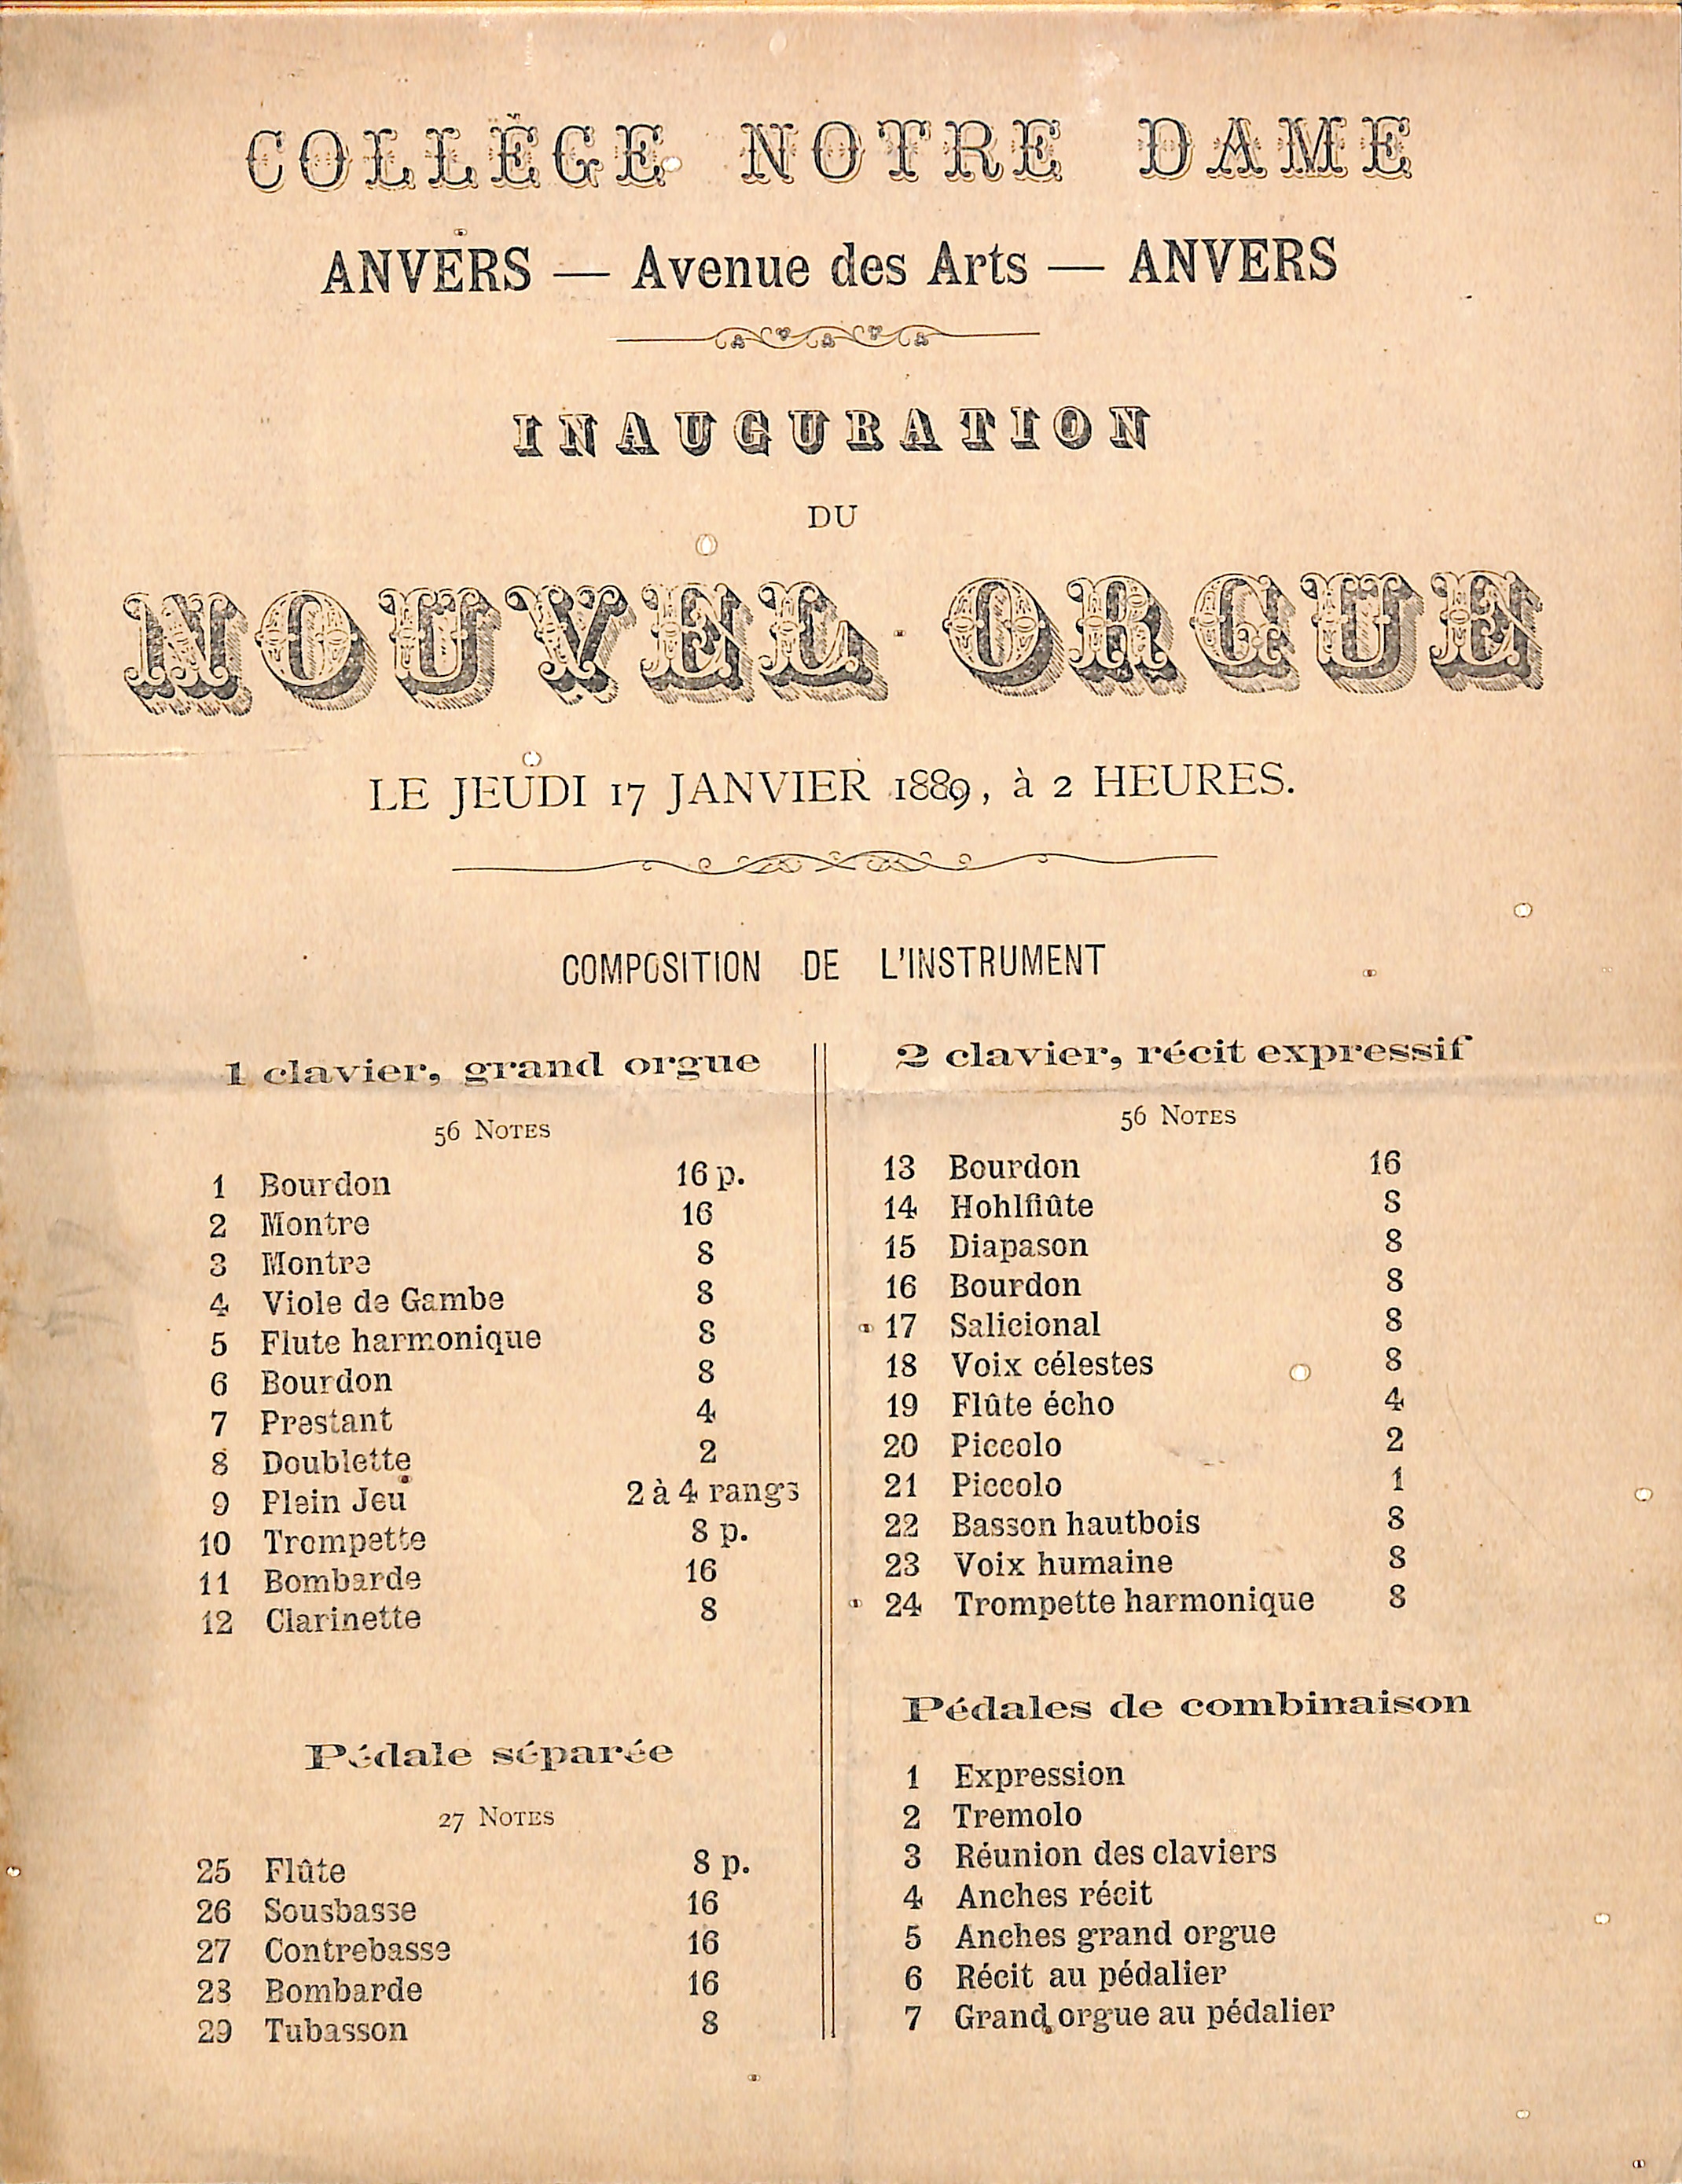 COLLÈGE NOTRE DAME
ANVERS — Avenue des Arts — ANVERS
INAUGURATION
DU
NOUVEL ORGUE
LE JEUDI 17 JANVIER 1889, à 2 HEURES.
COMPOSITION DE L'INSTRUMENT
1 clavier, grand orgue
56 NOTES
1 Bourdon 16 p.
2 Montre 16
3 Montre 8
4 Viole de Gambe 8
5 Flute harmonique 8
6 Bourdon 8
7 Prestant 4
8 Doublette 2
9 Plein Jeu 2 à 4 rangs
10 Trompette 8 p.
11 Bombarde 16
12 Clarinette 8
Pédale séparée
27 NOTES
25 Flûte 8 p.
26 Sousbasse 16
27 Contrebasse 16
28 Bombarde 16
29 Tubasson 8
2 clavier, récit expressif
56 NOTES
13 Bourdon 16
14 Hohlflûte 8
15 Diapason 8
16 Bourdon 8
17 Salicional 8
18 Voix célestes 8
19 Flûte écho 4
20 Piccolo 2
21 Piccolo 1
22 Basson hautbois 8
23 Voix humaine 8
24 Trompette harmonique 8
Pédales de combinaison
1 Expression
2 Tremolo
3 Réunion des claviers
4 Anches récit
5 Anches grand orgue
6 Récit au pédalier
7 Grand orgue au pédalier